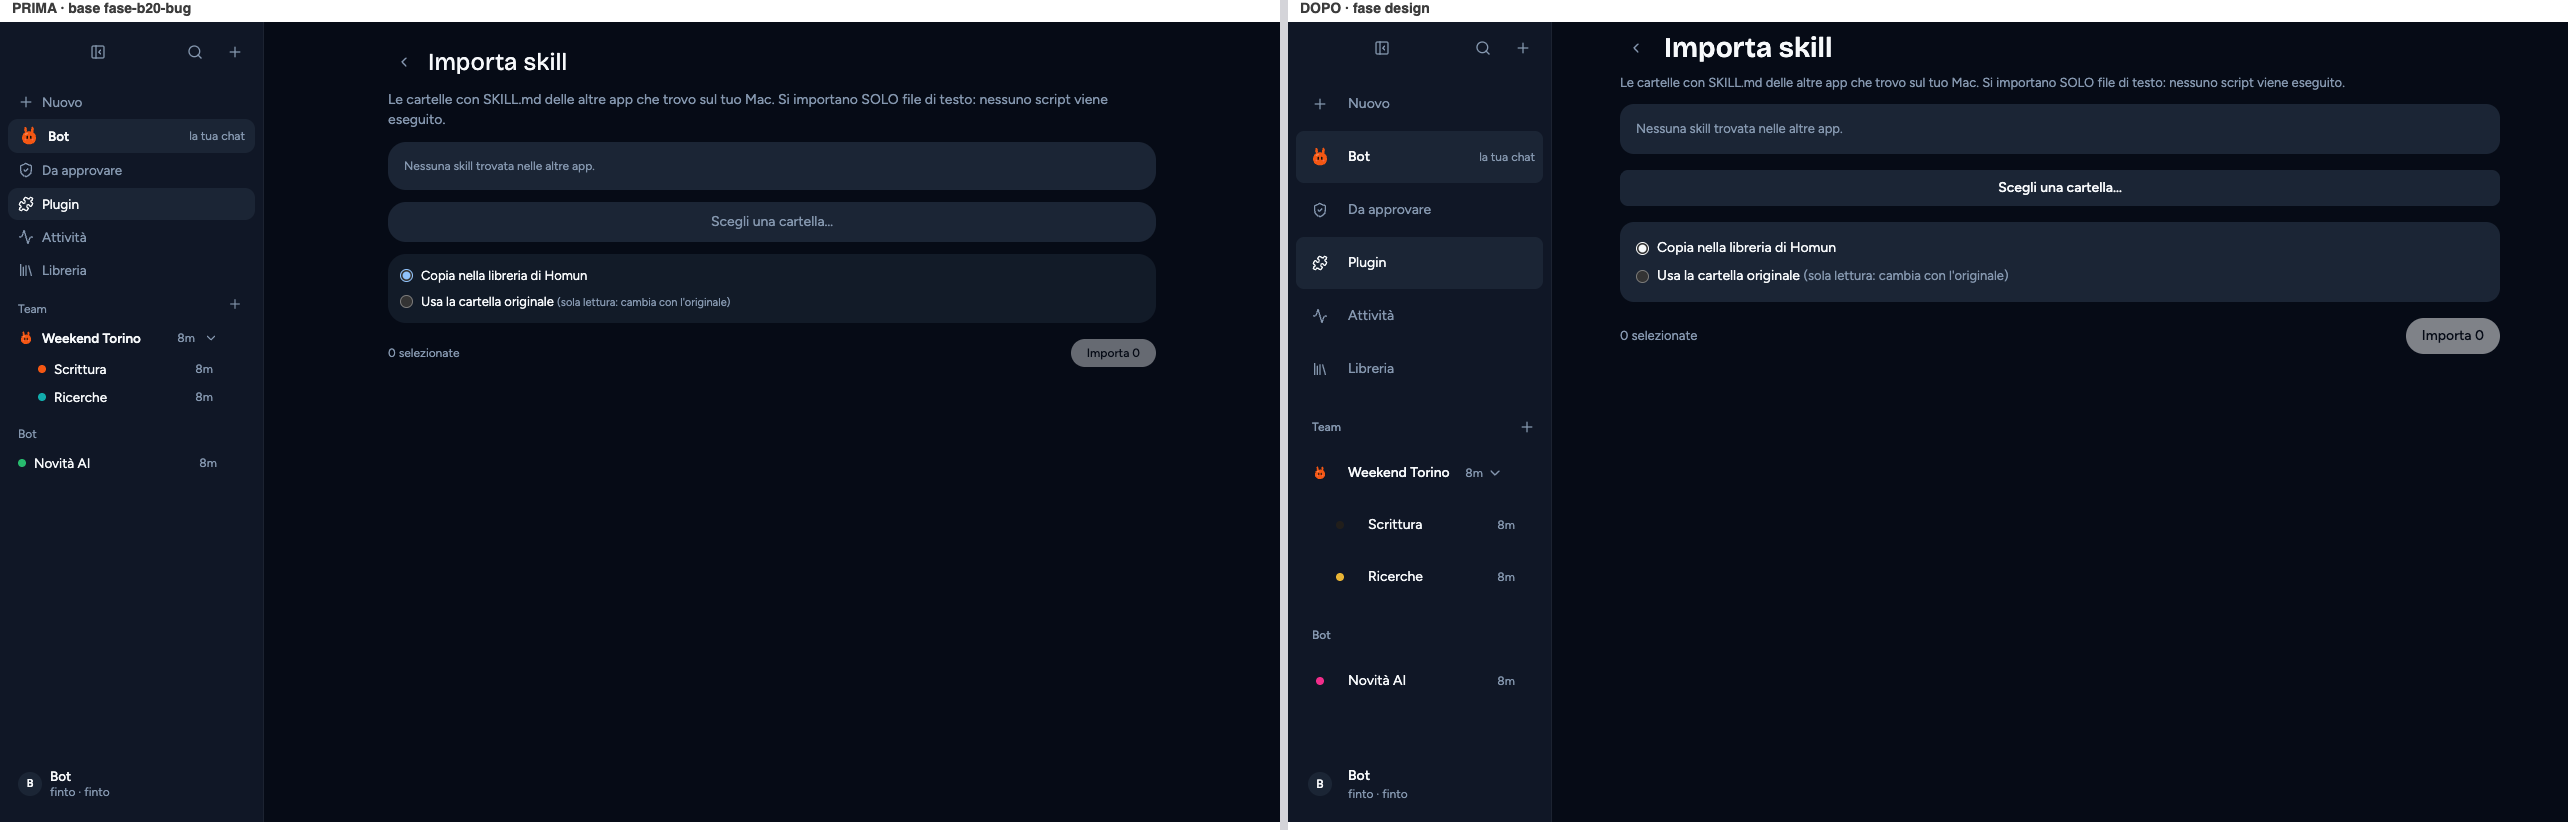 PRIMA · base fase-b20-bug
Importa skill
Le cartelle con SKILL.md delle altre app che trovo sul tuo Mac. Si importano SOLO file di testo: nessuno script viene
eseguito.
Nuovo
Bot la tua chat
Da approvare
Plugin
Attività
Libreria
Team
Weekend Torino 8m
Scrittura 8m
Ricerche 8m
Bot
Novità AI 8m
B Bot
finto · finto
Nessuna skill trovata nelle altre app.
Scegli una cartella...
Copia nella libreria di Homun
Usa la cartella originale (sola lettura: cambia con l'originale)
0 selezionate Importa 0
DOPO · fase design
Importa skill
Le cartelle con SKILL.md delle altre app che trovo sul tuo Mac. Si importano SOLO file di testo: nessuno script viene eseguito.
Nuovo
Bot la tua chat
Da approvare
Plugin
Attività
Libreria
Team
Weekend Torino 8m
Scrittura 8m
Ricerche 8m
Bot
Novità AI 8m
B Bot
finto · finto
Nessuna skill trovata nelle altre app.
Scegli una cartella...
Copia nella libreria di Homun
Usa la cartella originale (sola lettura: cambia con l'originale)
0 selezionate Importa 0